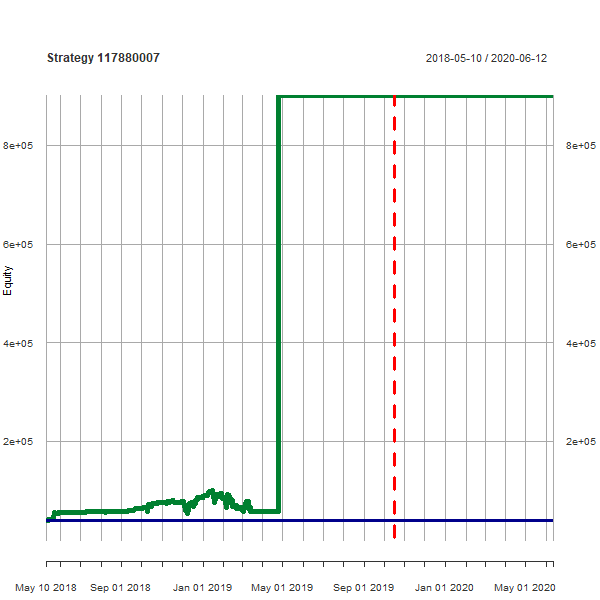 Strategy 117880007
2018-05-10 / 2020-06-12
8e+05
8e+05
6e+05
6e+05
Equity
4e+05
4e+05
2e+05
2e+05
May 10 2018
Sep 01 2018
Jan 01 2019
May 01 2019
Sep 01 2019
Jan 01 2020
May 01 2020